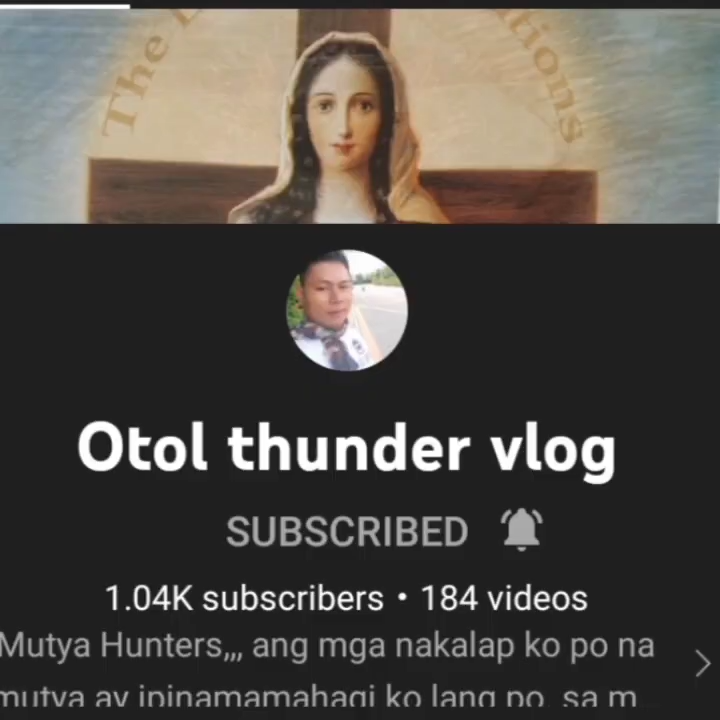 The
tions
Otol thunder vlog
SUBSCRIBED
1.04K subscribers • 184 videos
Mutya Hunters,,, ang mga nakalap ko po na
mutya ay ipinamamahagi ko lang po, sa m...